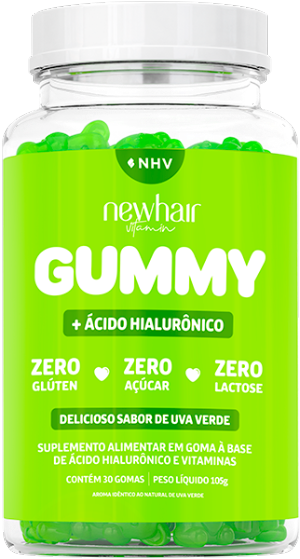 NHV
newhair
vitamin
GUMMY
+ ÁCIDO HIALURÔNICO
ZERO ZERO ZERO
GLÚTEN AÇÚCAR LACTOSE
DELICIOSO SABOR DE UVA VERDE
SUPLEMENTO ALIMENTAR EM GOMA À BASE
DE ÁCIDO HIALURÔNICO E VITAMINAS
CONTÉM 30 GOMAS | PESO LÍQUIDO 105g
AROMA IDÊNTICO AO NATURAL DE UVA VERDE